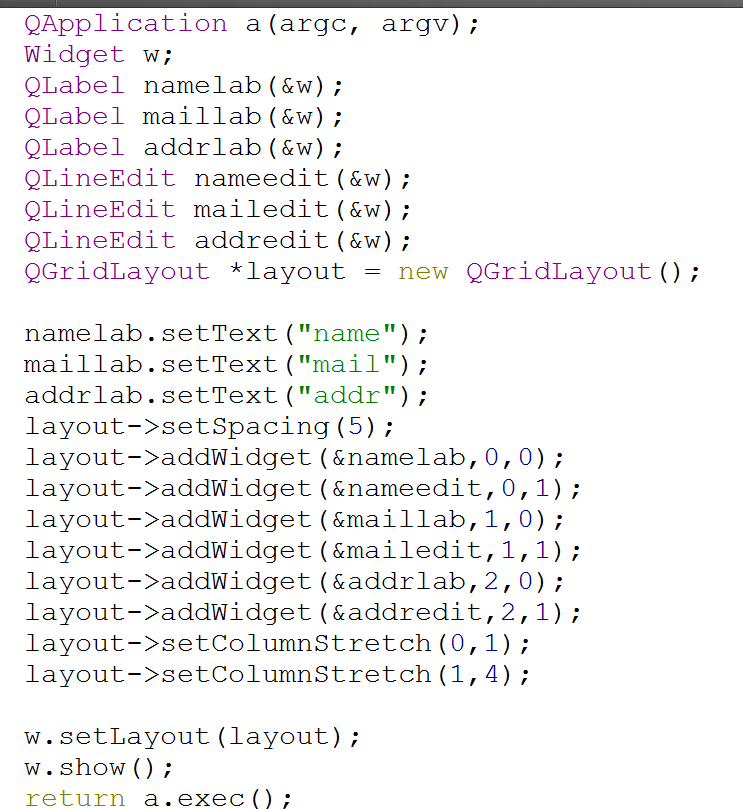 QApplication a(argc, argv);
Widget w;
QLabel namelab(&w);
QLabel maillab(&w);
QLabel addrlab(&w);
QLineEdit nameedit(&w);
QLineEdit mailedit(&w);
QLineEdit addredit(&w);
QGridLayout *layout = new QGridLayout();
namelab.setText("name");
maillab.setText("mail");
addrlab.setText("addr");
layout->setSpacing(5);
layout->addWidget(&namelab,0,0);
layout->addWidget(&nameedit,0,1);
layout->addWidget(&maillab,1,0);
layout->addWidget(&mailedit,1,1);
layout->addWidget(&addrlab,2,0);
layout->addWidget(&addredit,2,1);
layout->setColumnStretch(0,1);
layout->setColumnStretch(1,4);
w.setLayout(layout);
w.show();
return a.exec();